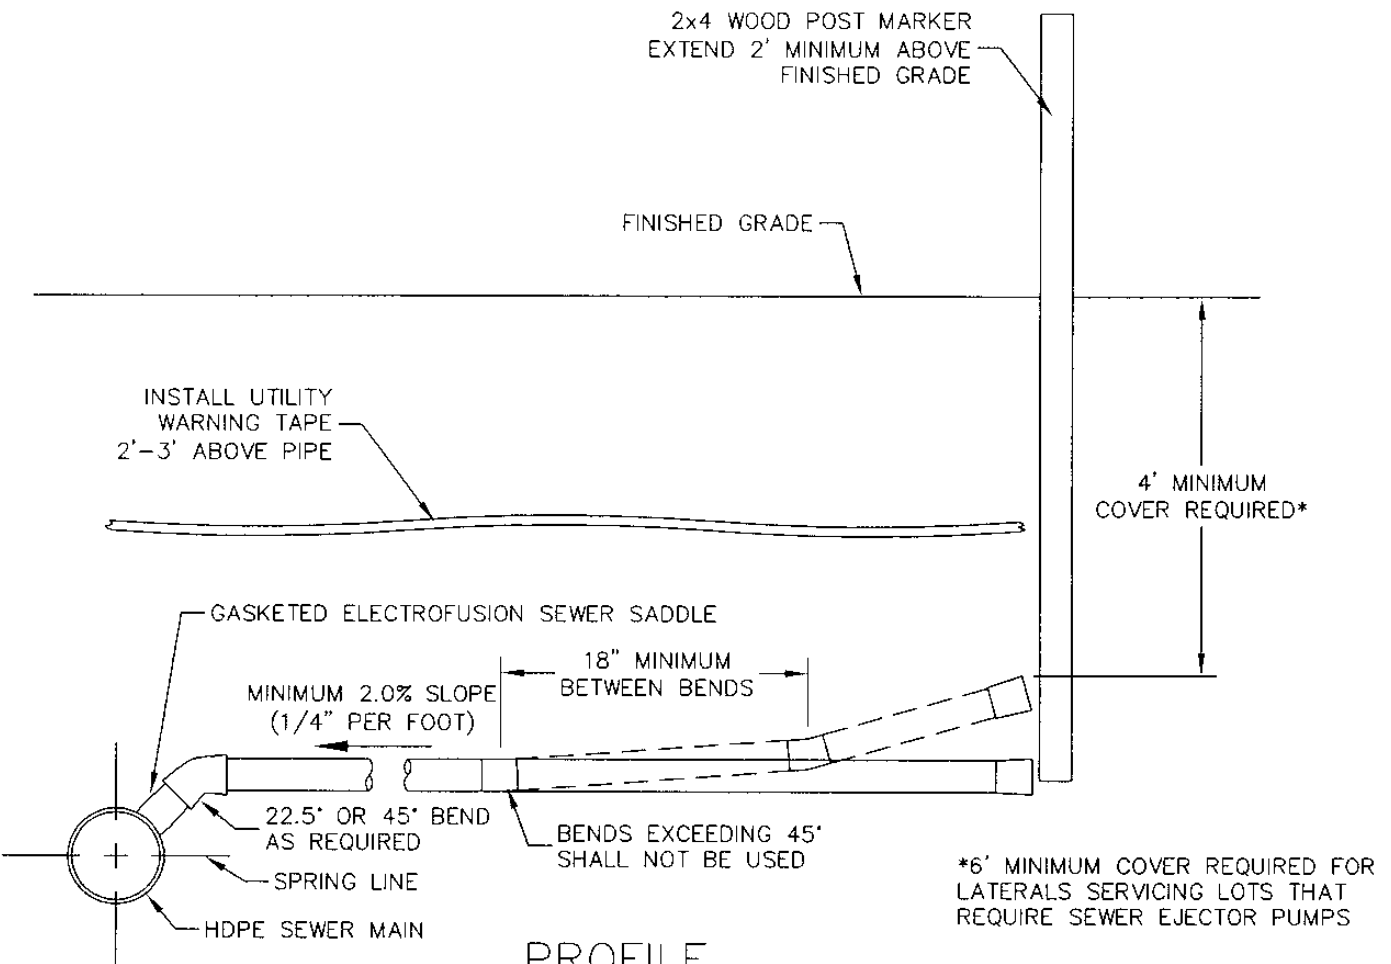 2x4 WOOD POST MARKER
EXTEND 2' MINIMUM ABOVE
FINISHED GRADE
FINISHED GRADE
INSTALL UTILITY
WARNING TAPE
2'-3' ABOVE PIPE
4' MINIMUM
COVER REQUIRED*
GASKETED ELECTROFUSION SEWER SADDLE
18" MINIMUM
BETWEEN BENDS
MINIMUM 2.0% SLOPE
(1/4" PER FOOT)
22.5° OR 45° BEND
AS REQUIRED
BENDS EXCEEDING 45°
SHALL NOT BE USED
SPRING LINE
HDPE SEWER MAIN
*6' MINIMUM COVER REQUIRED FOR
LATERALS SERVICING LOTS THAT
REQUIRE SEWER EJECTOR PUMPS
PROFILE